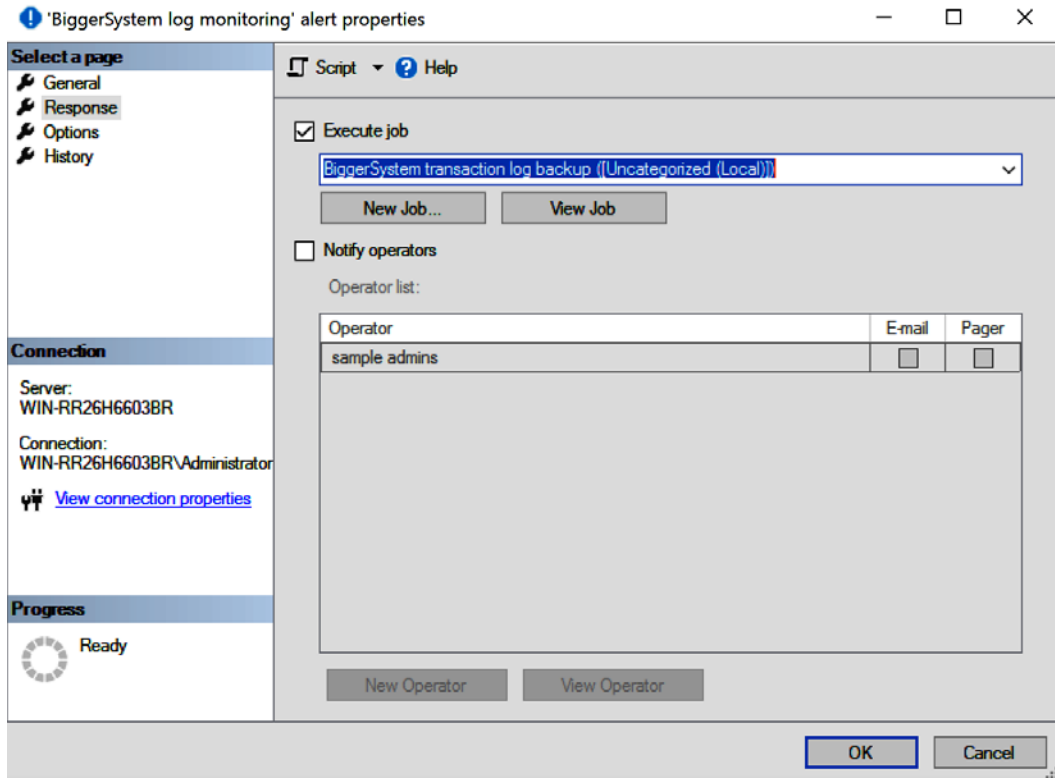 'BiggerSystem log monitoring' alert properties
Select a page
General
Response
Options
History
Script
Help
Execute job
BiggerSystem transaction log backup ([Uncategorized (Local)])
New Job...
View Job
Notify operators
Operator list:
Operator
E-mail
Pager
sample admins
New Operator
View Operator
Connection
Server:
WIN-RR26H6603BR
Connection:
WIN-RR26H6603BR\Administrator
View connection properties
Progress
Ready
OK
Cancel